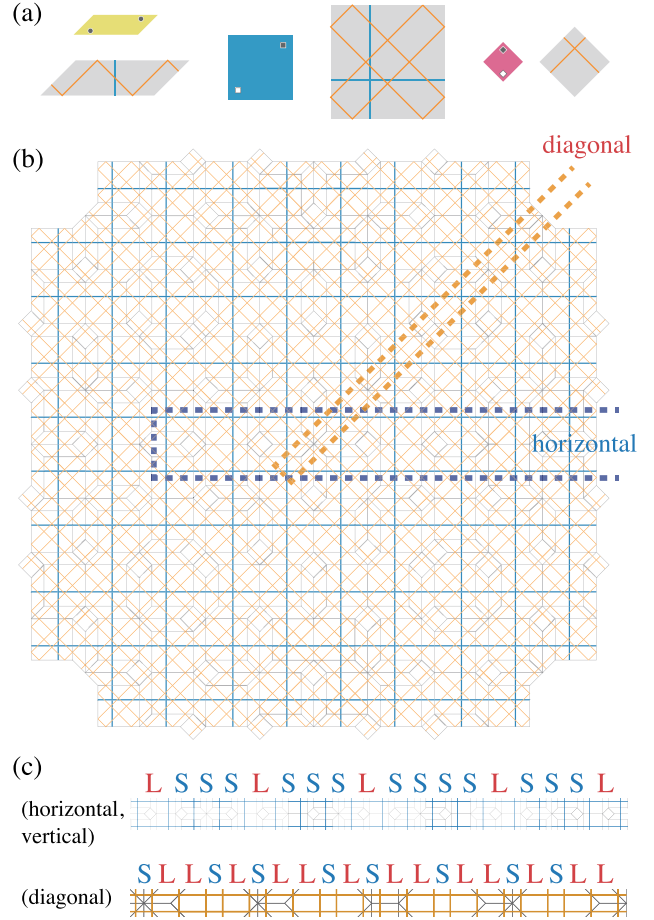 (a)
(b)
diagonal
horizontal
(c)
L S S S L S S S L S S S S L S S S L
(horizontal,
vertical)
S L L S L S L L S L S L L S L L S L S L L
(diagonal)